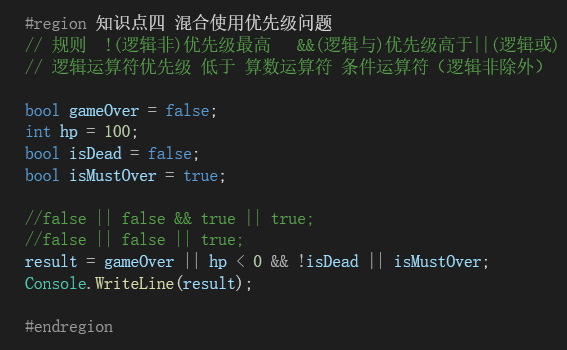 #region 知识点四 混合使用优先级问题
// 规则  !(逻辑非)优先级最高   &&(逻辑与)优先级高于||(逻辑或)
// 逻辑运算符优先级 低于 算数运算符 条件运算符（逻辑非除外）
bool gameOver = false;
int hp = 100;
bool isDead = false;
bool isMustOver = true;
//false || false && true || true;
//false || false || true;
result = gameOver || hp < 0 && !isDead || isMustOver;
Console.WriteLine(result);
#endregion